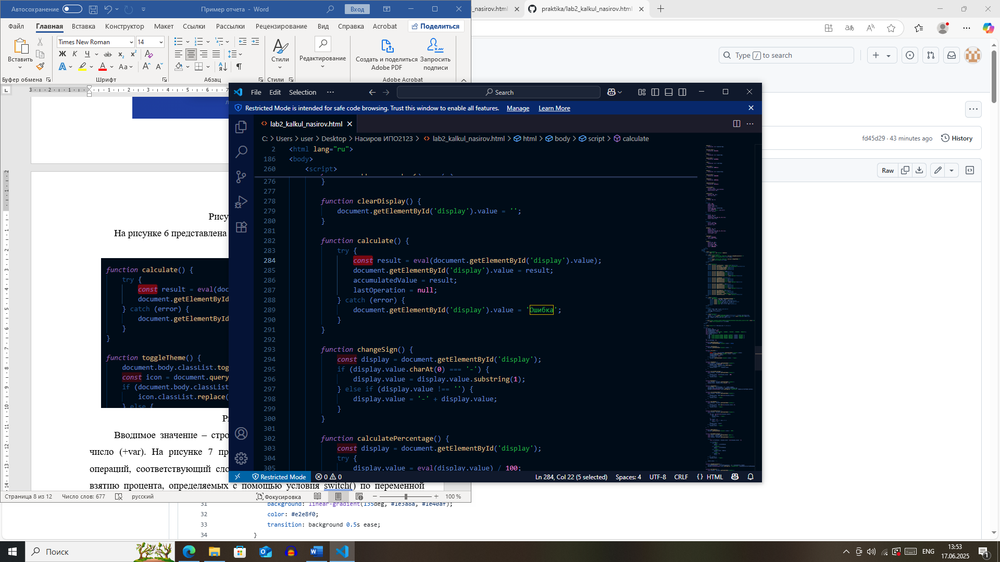 Автосохранение
Пример отчета - Word
Вход
_nasirov.html
praktika/lab2_kalkul_nasirov.html
Файл Главная Вставка Конструктор Макет Ссылки Рассылки Рецензирование Вид Справка Acrobat Поделиться
Times New Roman 14
Вставить
Ж К Ч ab x₂ x²
Aa
Стили
Редактирование
Создать и поделиться Adobe PDF
Запросить подписи
Буфер обмена Шрифт Абзац Стили Adobe Acrobat
Type / to search
fd45d29 · 43 minutes ago History
Raw
Рису
На рисунке 6 представлена
function calculate() {
try {
const result = eval(doc
document.getElementById
} catch (error) {
document.getElementById
}
}
function toggleTheme() {
document.body.classList.tog
const icon = document.query
if (document.body.classList
icon.classList.replace(
} else {
Вводимое значение – стро
число (+var). На рисунке 7 пр
операций, соответствующий сло
взятию процента, определяемых с помощью условия switch() по переменной
Страница 8 из 12 Число слов: 677 русский Фокусировка 100 %
File Edit Selection ··· Search
Restricted Mode is intended for safe code browsing. Trust this window to enable all features. Manage Learn More
lab2_kalkul_nasirov.html
C: > Users > user > Desktop > Насиров ИПО2123 > lab2_kalkul_nasirov.html > html > body > script > calculate
2 <html lang="ru">
186 <body>
260 <script>
276 }
277
278 function clearDisplay() {
279 document.getElementById('display').value = '';
280 }
281
282 function calculate() {
283 try {
284 const result = eval(document.getElementById('display').value);
285 document.getElementById('display').value = result;
286 accumulatedValue = result;
287 lastOperation = null;
288 } catch (error) {
289 document.getElementById('display').value = 'Ошибка';
290 }
291 }
292
293 function changeSign() {
294 const display = document.getElementById('display');
295 if (display.value.charAt(0) === '-') {
296 display.value = display.value.substring(1);
297 } else if (display.value !== '') {
298 display.value = '-' + display.value;
299 }
300 }
301
302 function calculatePercentage() {
303 const display = document.getElementById('display');
304 try {
305 display.value = eval(display.value) / 100;
Restricted Mode 0 0 Ln 284, Col 22 (5 selected) Spaces: 4 UTF-8 CRLF {} HTML
31 background: linear-gradient(135deg, #1e3a8a, #1e40af);
32 color: #e2e8f0;
33 transition: background 0.5s ease;
34 }
Поиск
ENG
13:53
17.06.2025
1